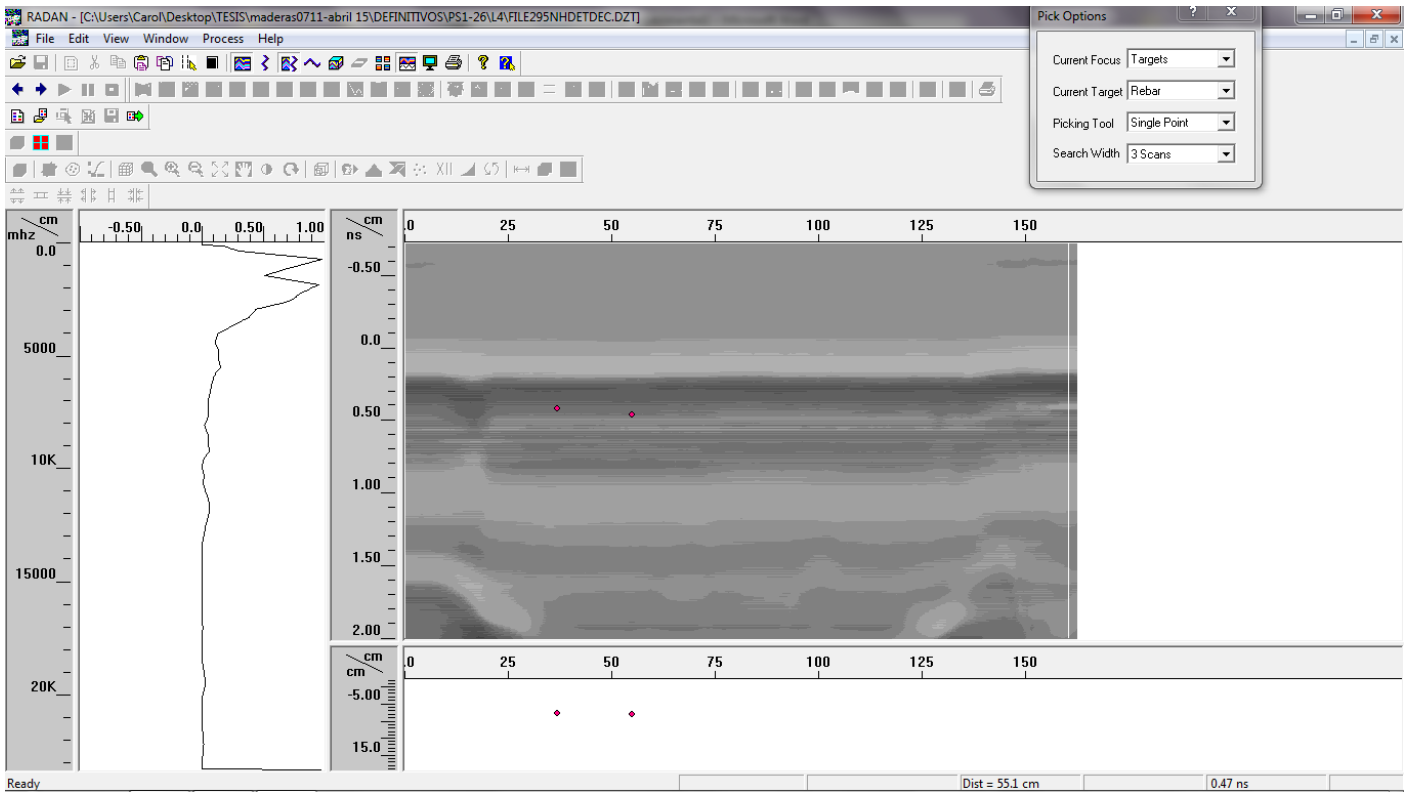 RADAN - [C:\Users\Carol\Desktop\TESIS\maderas0711-abril 15\DEFINITIVOS\PS1-26\L4\FILE295NHDETDEC.DZT]
File Edit View Window Process Help
Pick Options
Current Focus Targets
Current Target Rebar
Picking Tool Single Point
Search Width 3 Scans
cm
mhz
-0.50 0.0 0.50 1.00
0.0
5000
10K
15000
20K
cm
ns
.0 25 50 75 100 125 150
-0.50
0.0
0.50
1.00
1.50
2.00
cm
cm
.0 25 50 75 100 125 150
-5.00
15.0
Ready
Dist = 55.1 cm
0.47 ns